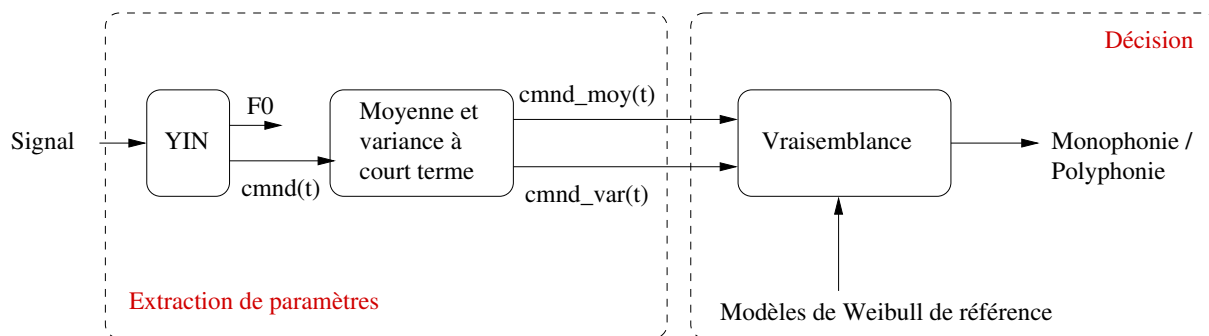 Décision
Signal
YIN
F0
cmnd(t)
Moyenne et
variance à
court terme
cmnd_moy(t)
cmnd_var(t)
Vraisemblance
Monophonie /
Polyphonie
Extraction de paramètres
Modèles de Weibull de référence